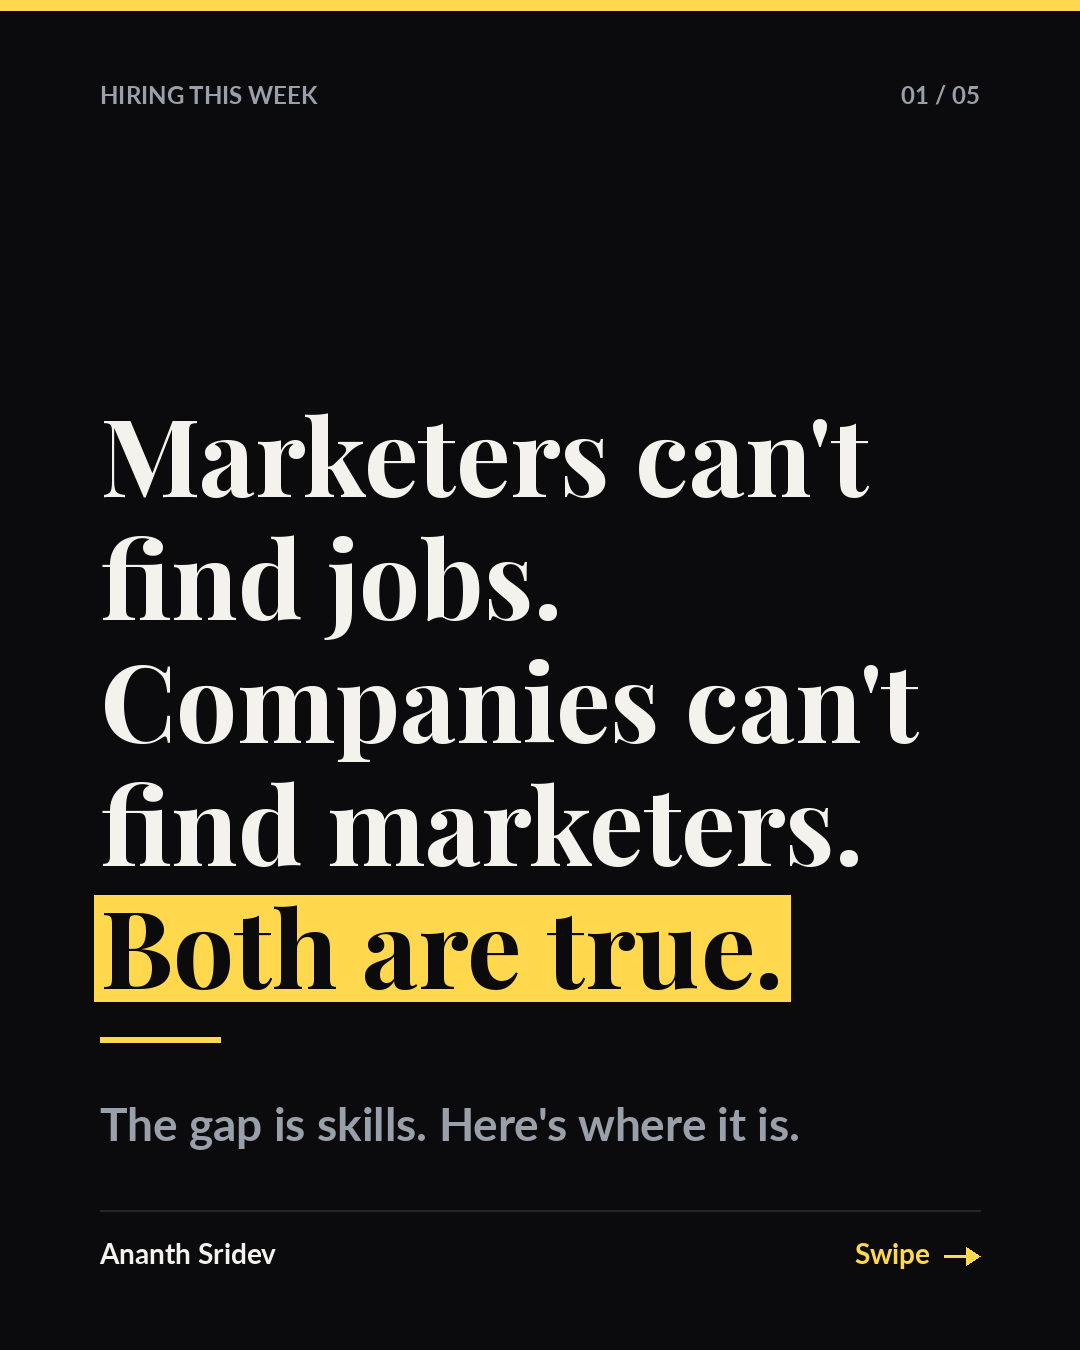 HIRING THIS WEEK
01 / 05
Marketers can't
find jobs.
Companies can't
find marketers.
Both are true.
The gap is skills. Here's where it is.
Ananth Sridev
Swipe